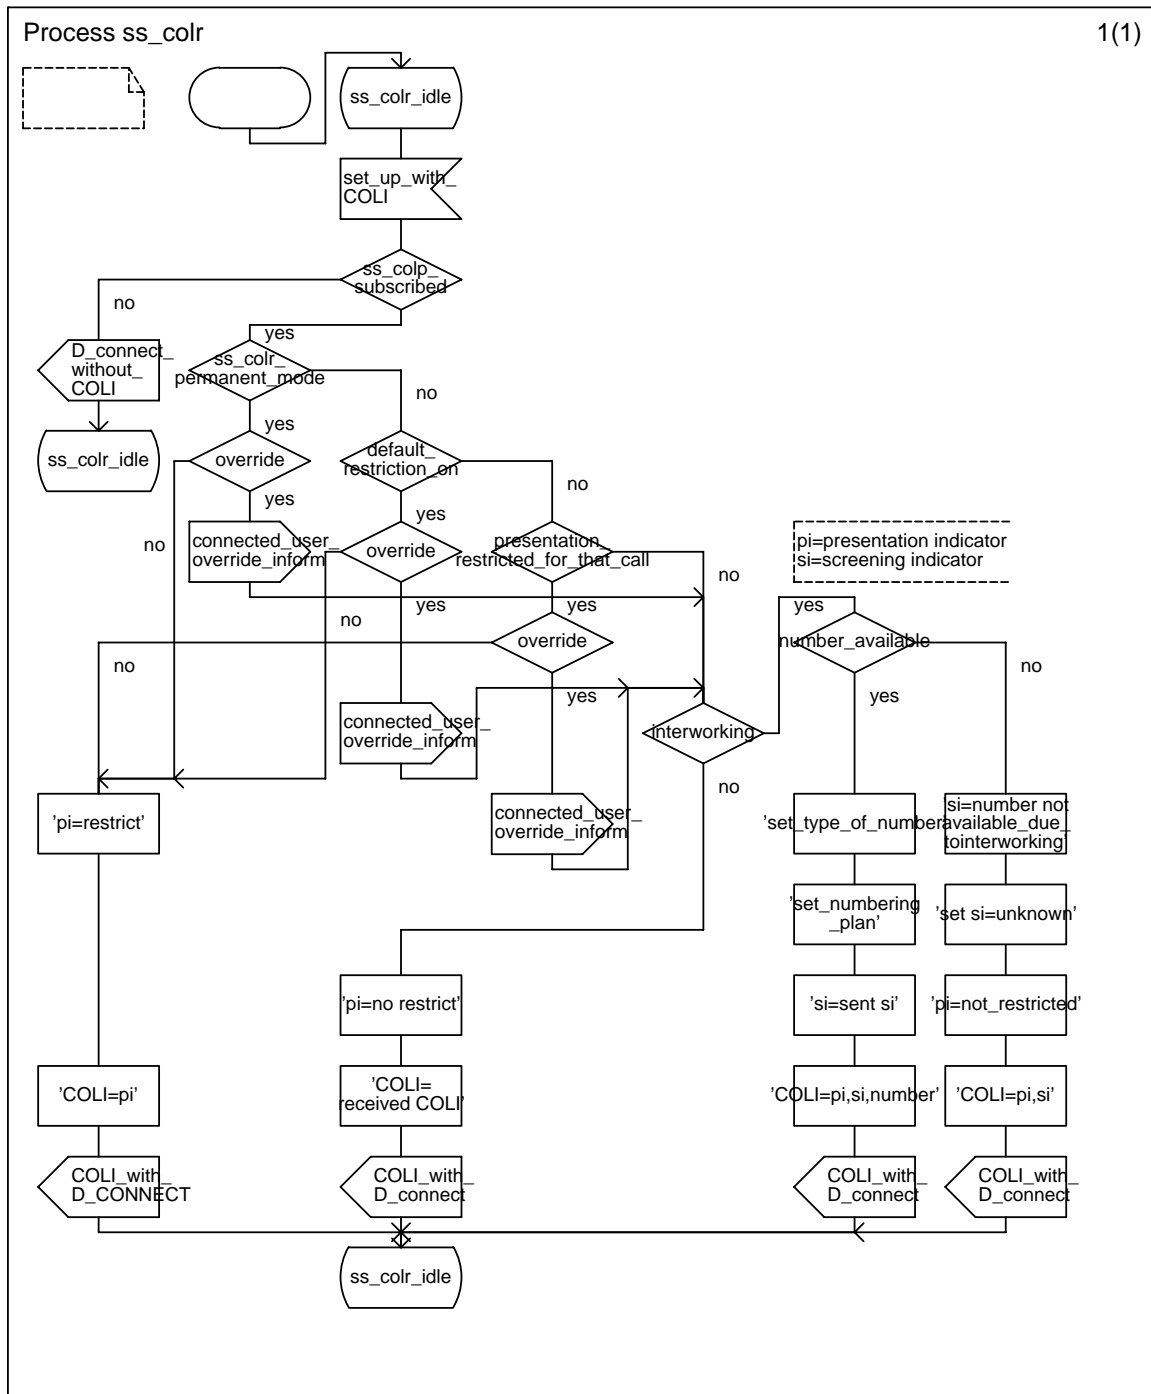 Process ss_colr
1(1)
ss_colr_idle
set_up_with_
COLI
ss_colp_
subscribed
no
yes
D_connect_
without_
COLI
ss_colr_
permanent_mode
no
yes
ss_colr_idle
override
default_
restriction_on
no
yes
yes
no
connected_user_
override_inform
override
presentation_
restricted_for_that_call
pi=presentation indicator
si=screening indicator
no
yes
yes
yes
no
override
number_available
no
no
yes
yes
connected_user_
override_inform
interworking
no
'pi=restrict'
connected_user_
override_inform
'set_type_of_number'
'si=number not
available_due_
tointerworking'
'set_numbering
_plan'
'set si=unknown'
'pi=no restrict'
'si=sent si'
'pi=not_restricted'
'COLI=pi'
'COLI=
received COLI'
'COLI=pi,si,number'
'COLI=pi,si'
COLI_with_
D_CONNECT
COLI_with_
D_connect
COLI_with_
D_connect
COLI_with_
D_connect
ss_colr_idle